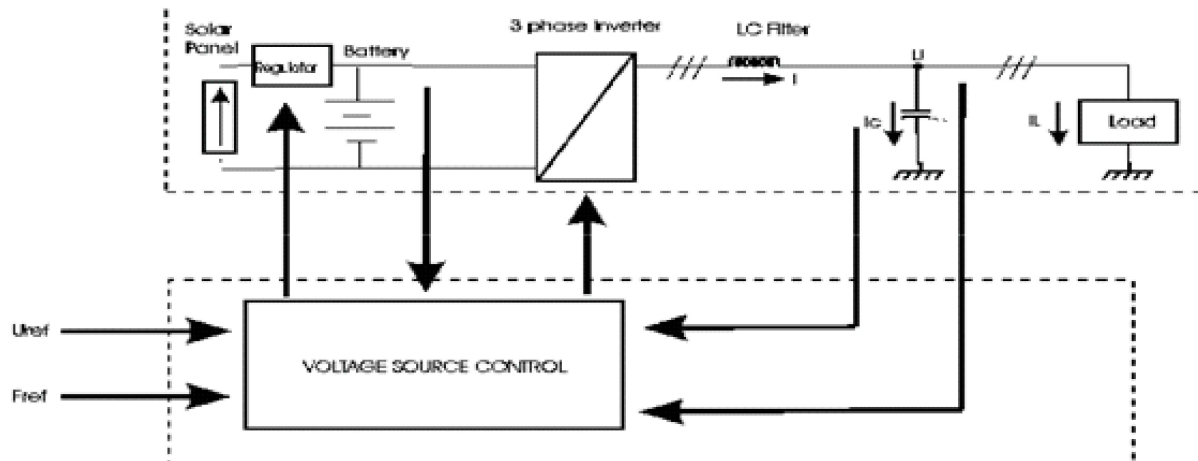 Solar
Panel
Regulator
Battery
3 phase Inverter
LC Filter
I
U
Ic
IL
Load
Uref
Fref
VOLTAGE SOURCE CONTROL